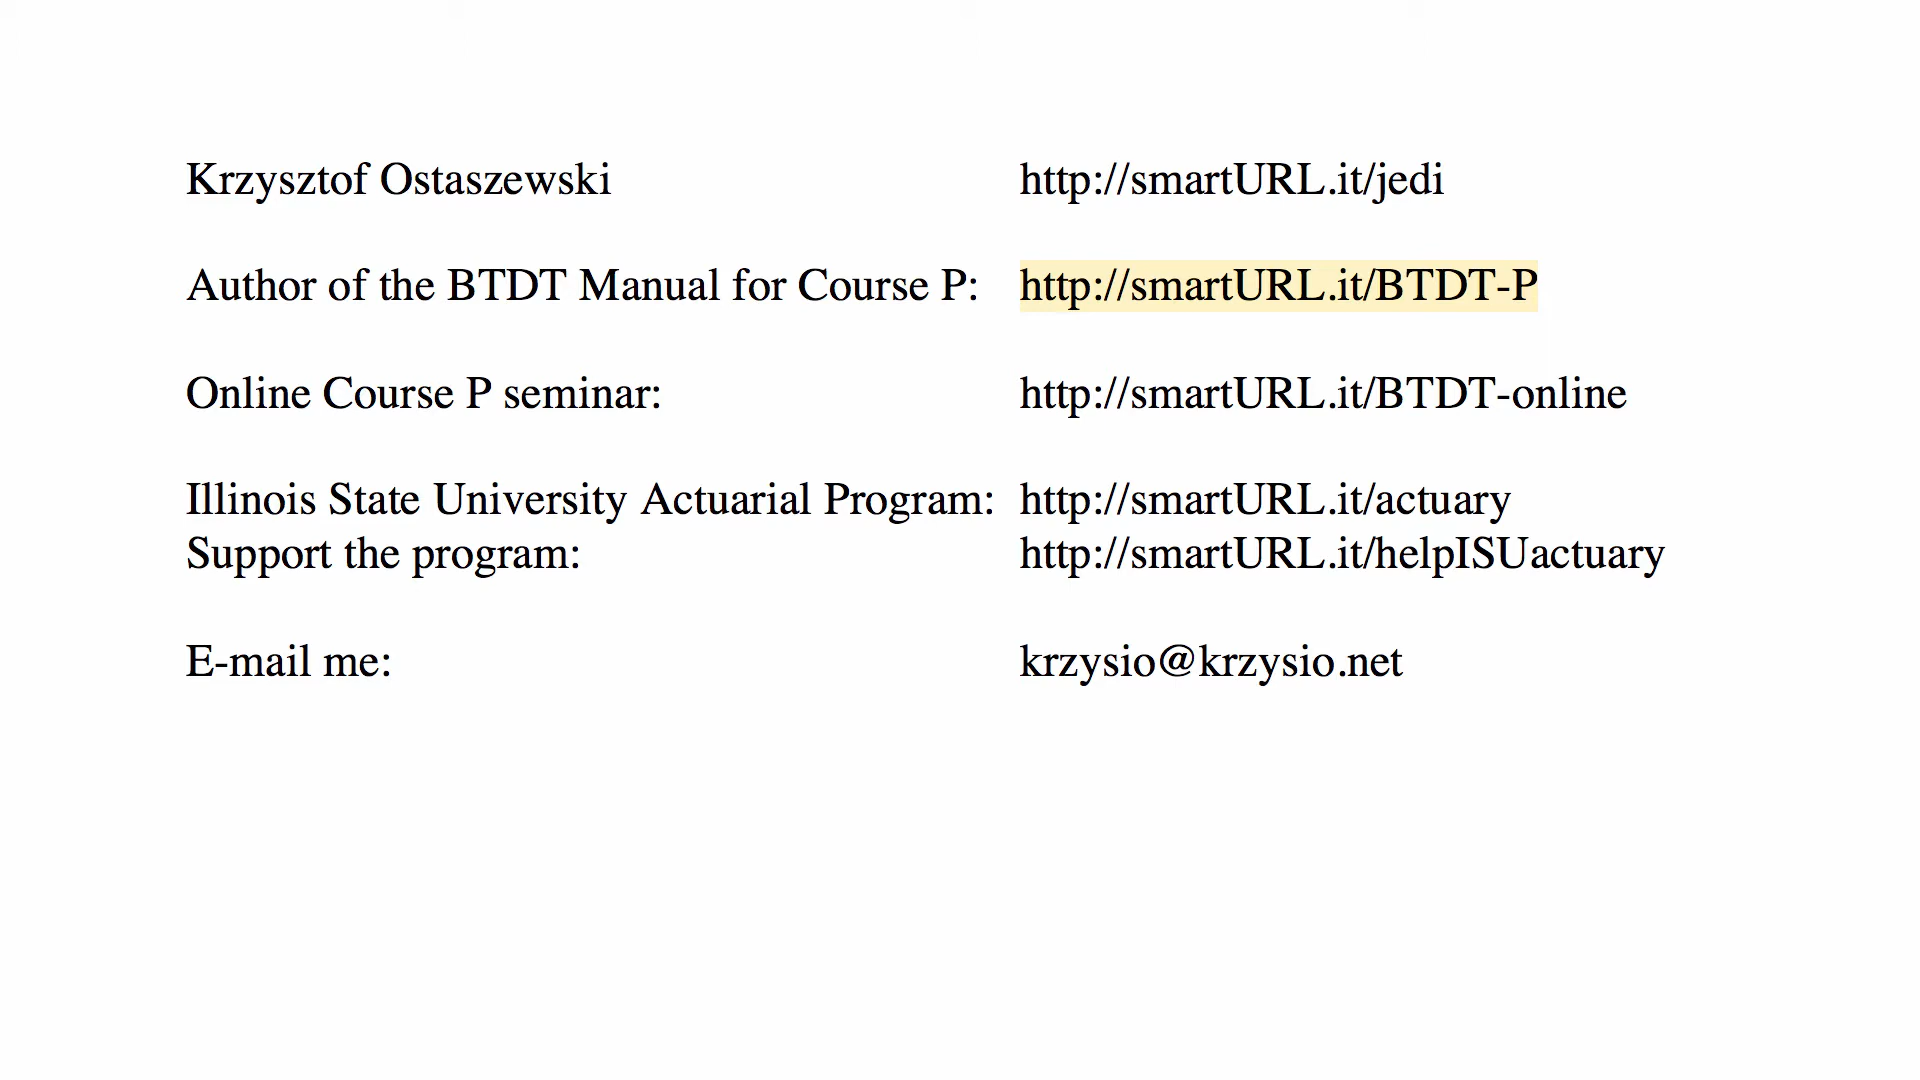 Krzysztof Ostaszewski http://smartURL.it/jedi
Author of the BTDT Manual for Course P: http://smartURL.it/BTDT-P
Online Course P seminar: http://smartURL.it/BTDT-online
Illinois State University Actuarial Program: http://smartURL.it/actuary
Support the program: http://smartURL.it/helpISUactuary
E-mail me: krzysio@krzysio.net